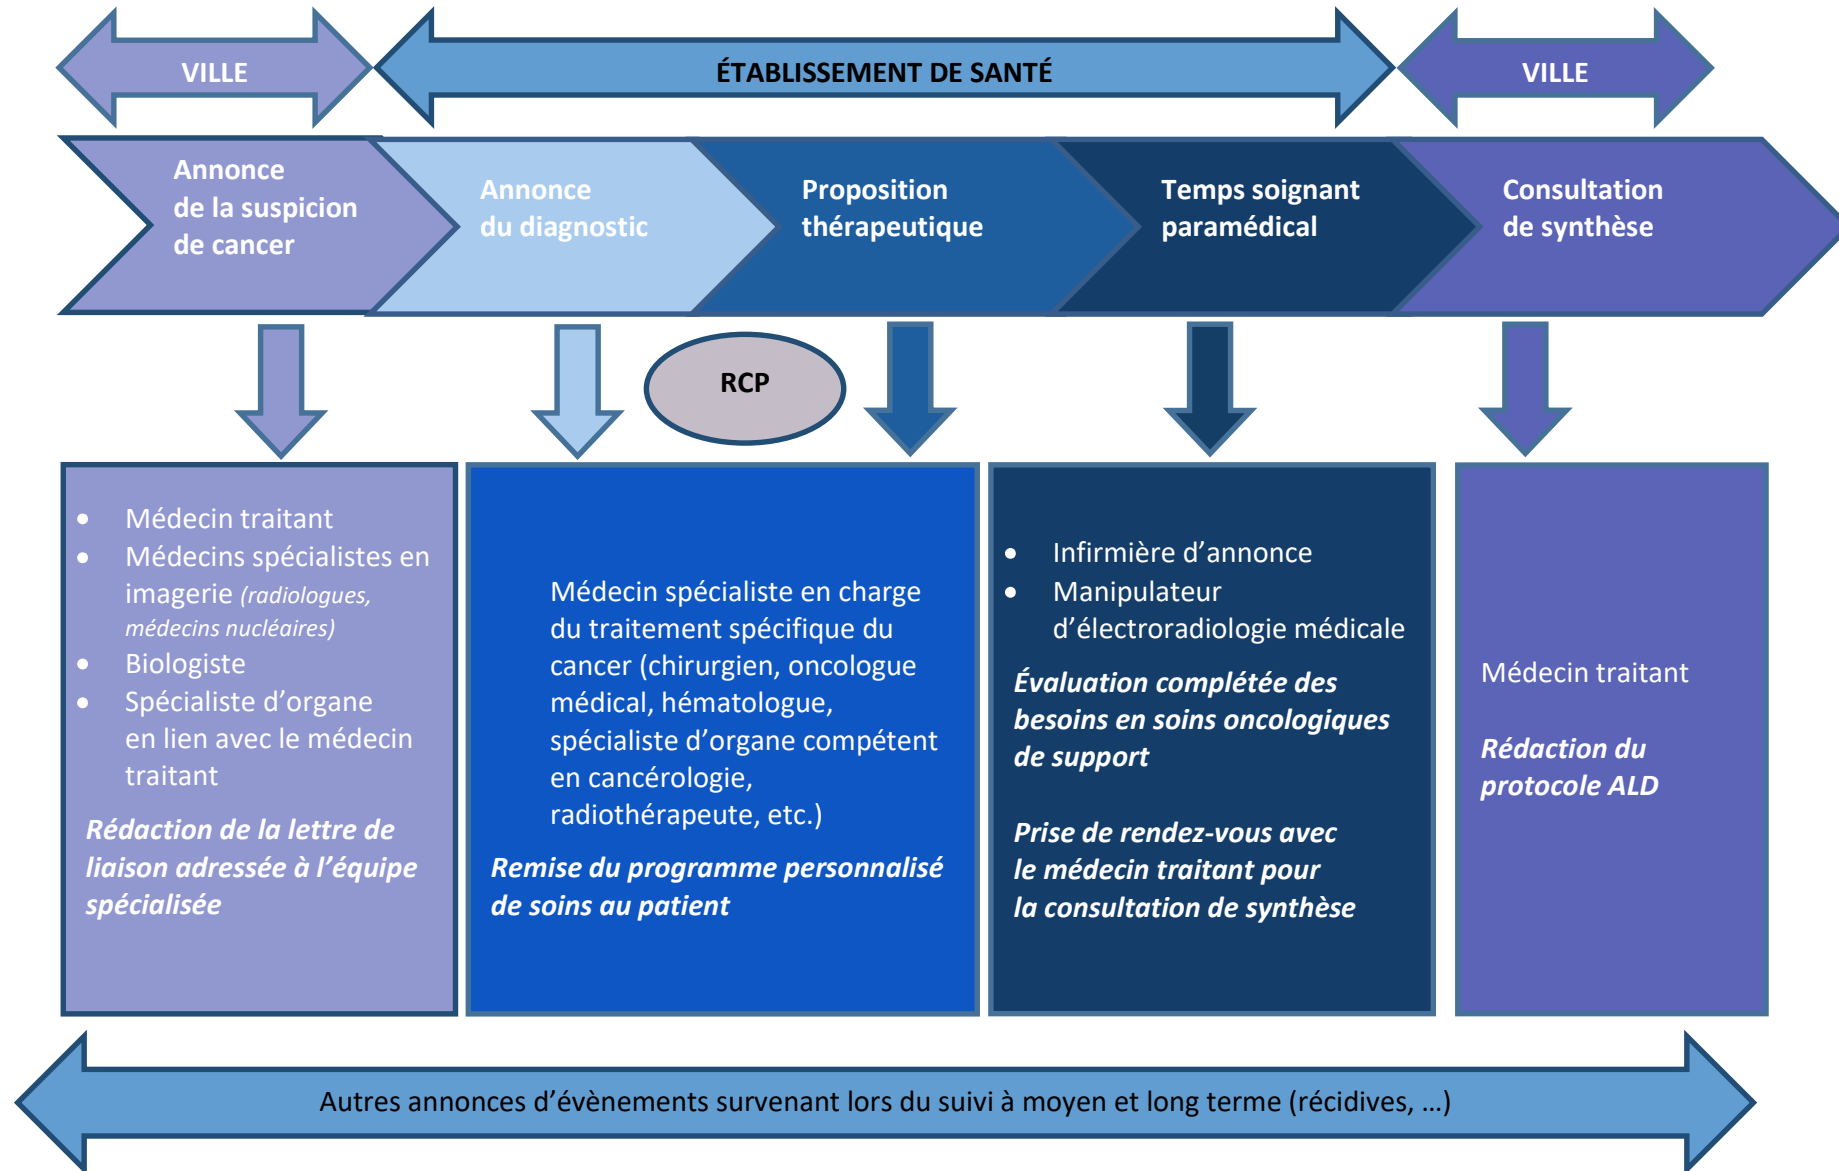 VILLE
ÉTABLISSEMENT DE SANTÉ
VILLE
Annonce
de la suspicion
de cancer
Annonce
du diagnostic
Proposition
thérapeutique
Temps soignant
paramédical
Consultation
de synthèse
RCP
• Médecin traitant
• Médecins spécialistes en
imagerie (radiologues,
médecins nucléaires)
• Biologiste
• Spécialiste d’organe
en lien avec le médecin
traitant
Rédaction de la lettre de
liaison adressée à l’équipe
spécialisée
Médecin spécialiste en charge
du traitement spécifique du
cancer (chirurgien, oncologue
médical, hématologue,
spécialiste d’organe compétent
en cancérologie,
radiothérapeute, etc.)
Remise du programme personnalisé
de soins au patient
• Infirmière d’annonce
• Manipulateur
d’électroradiologie médicale
Évaluation complétée des
besoins en soins oncologiques
de support
Prise de rendez-vous avec
le médecin traitant pour
la consultation de synthèse
Médecin traitant
Rédaction du
protocole ALD
Autres annonces d’évènements survenant lors du suivi à moyen et long terme (récidives, …)